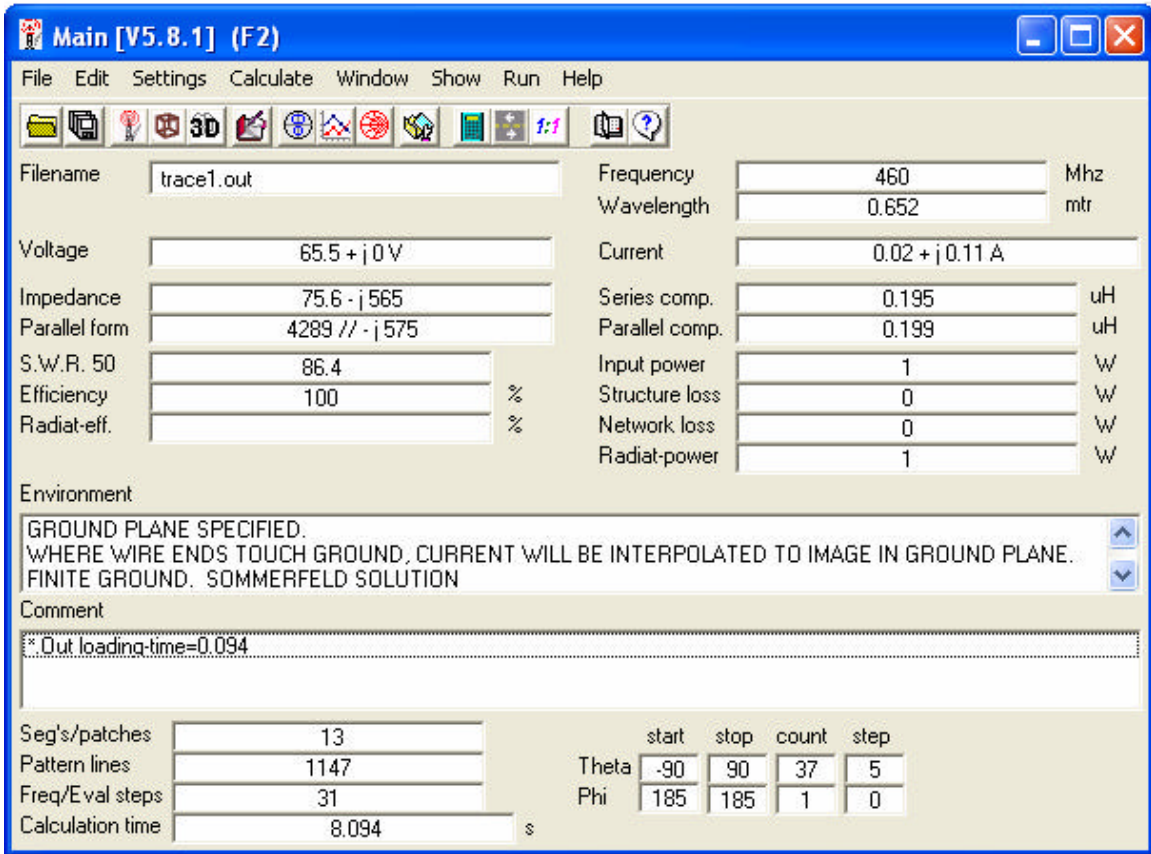 Main [V5.8.1] (F2)
File Edit Settings Calculate Window Show Run Help
3D 1:1
Filename trace1.out Frequency 460 Mhz
Wavelength 0.652 mtr
Voltage 65.5 + j 0 V Current 0.02 + j 0.11 A
Impedance 75.6 - j 565 Series comp. 0.195 uH
Parallel form 4289 // - j 575 Parallel comp. 0.199 uH
S.W.R. 50 86.4 Input power 1 W
Efficiency 100 % Structure loss 0 W
Radiat-eff. % Network loss 0 W
Radiat-power 1 W
Environment
GROUND PLANE SPECIFIED.
WHERE WIRE ENDS TOUCH GROUND, CURRENT WILL BE INTERPOLATED TO IMAGE IN GROUND PLANE.
FINITE GROUND. SOMMERFELD SOLUTION
Comment
*.Out loading-time=0.094
Seg's/patches 13 start stop count step
Pattern lines 1147 Theta -90 90 37 5
Freq/Eval steps 31 Phi 185 185 1 0
Calculation time 8.094 s